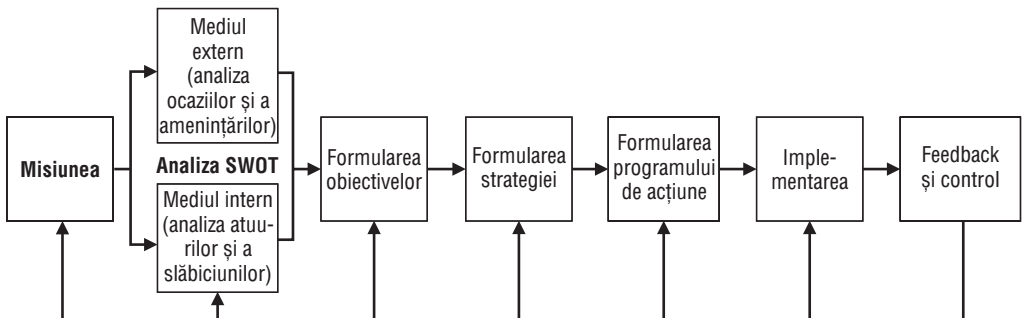 Misiunea
Mediul
extern
(analiza
ocaziilor și a
amenințărilor)
Analiza SWOT
Mediul intern
(analiza atuu-
rilor și a
slăbiciunilor)
Formularea
obiectivelor
Formularea
strategiei
Formularea
programului
de acțiune
Imple-
mentarea
Feedback
și control